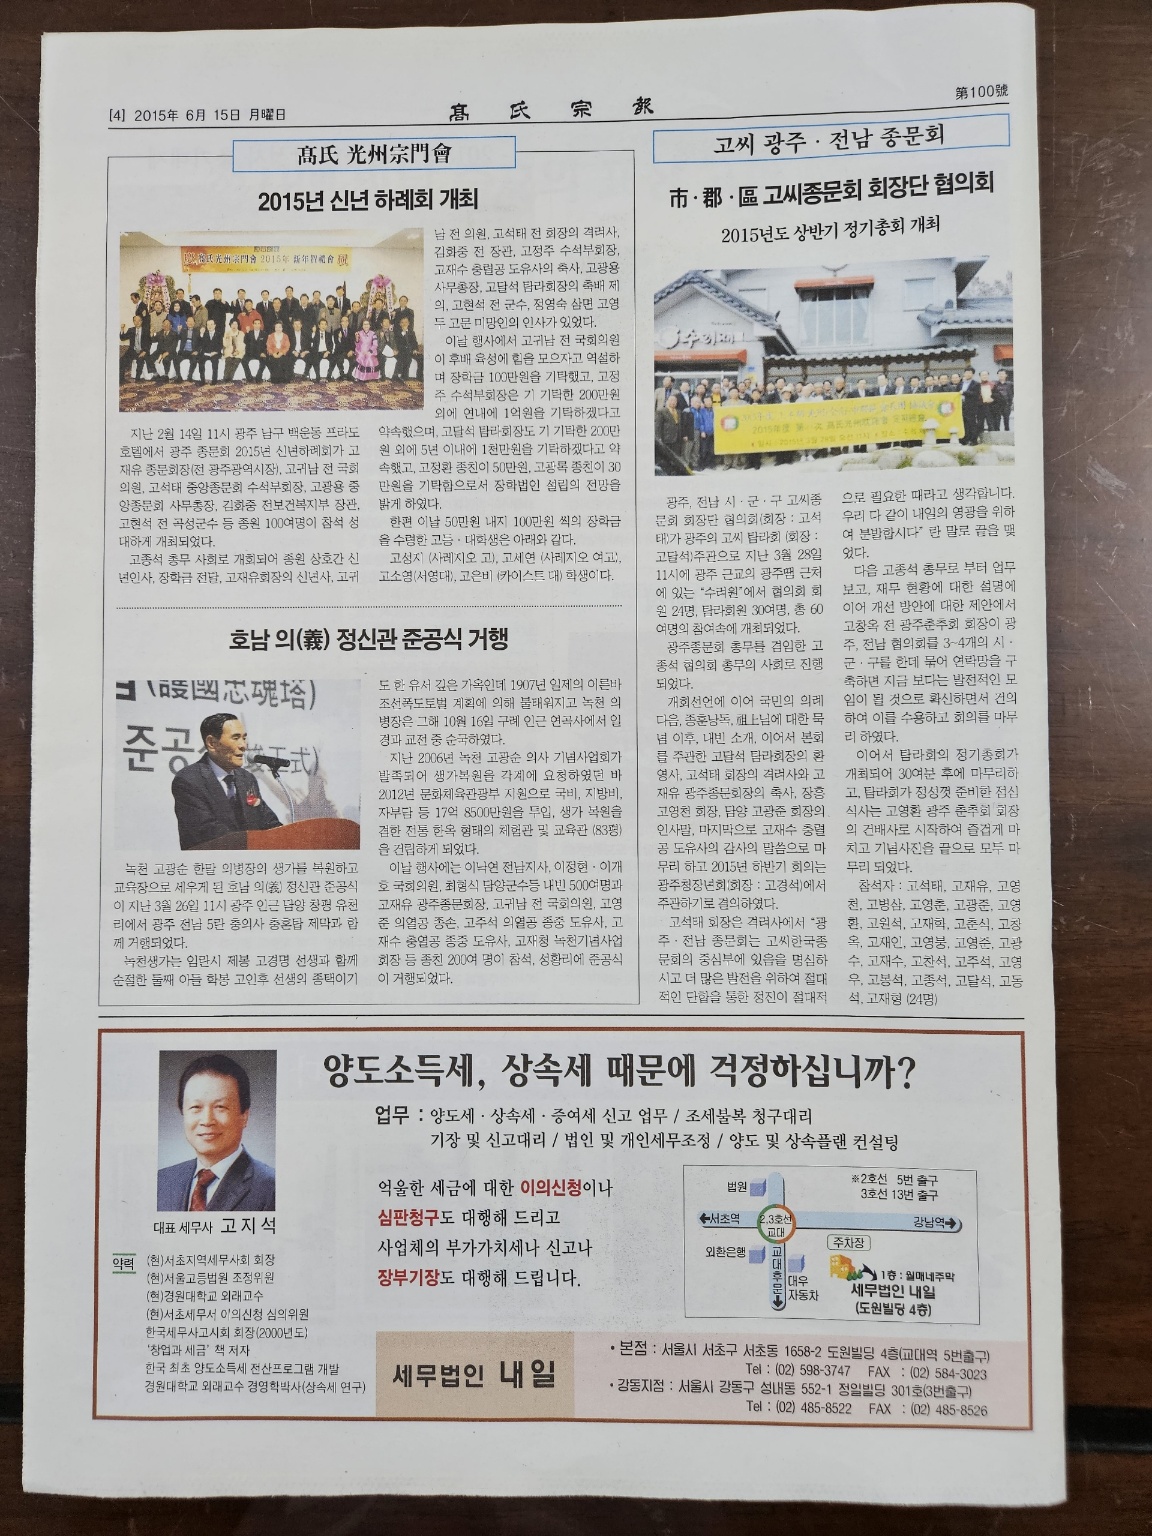 [4] 2015年 6月 15日 月曜日
髙氏宗報
第100號
髙氏 光州宗門會
2015년 신년 하례회 개최
髙氏光州宗門會 2015年 新年賀禮會
지난 2월 14일 11시 광주 남구 백운동 프라도
호텔에서 광주 종문회 2015년 신년하례회가 고
재유 종문회장(전 광주광역시장), 고귀남 전 국회
의원, 고석태 중앙종문회 수석부회장, 고광용 중
앙종문회 사무총장, 김화중 전보건복지부 장관,
고현석 전 곡성군수 등 종원 100여명이 참석 성
대하게 개최되었다.
고종석 총무 사회로 개회되어 종원 상호간 신
년인사, 장학금 전달, 고재유회장의 신년사, 고귀
남 전 의원, 고석태 전 회장의 격려사,
김화중 전 장관, 고정주 수석부회장,
고재수 충렬공 도유사의 축사, 고광용
사무총장, 고달석 탐라회장의 축배 제
의, 고현석 전 군수, 정영숙 삼면 고영
두 고문 미망인의 인사가 있었다.
이날 행사에서 고귀남 전 국회의원
이 후배 육성에 힘을 모으자고 역설하
며 장학금 100만원을 기탁했고, 고정
주 수석부회장은 기 기탁한 200만원
외에 연내에 1억원을 기탁하겠다고
약속했으며, 고달석 탐라회장도 기 기탁한 200만
원 외에 5년 이내에 1천만원을 기탁하겠다고 약
속했고, 고정환 종친이 50만원, 고광록 종친이 30
만원을 기탁함으로서 장학법인 설립의 전망을
밝게 하였다.
한편 이날 50만원 내지 100만원 씩의 장학금
을 수령한 고등·대학생은 아래와 같다.
고성지 (사레지오 고), 고세연 (사레지오 여고),
고소영(서영대), 고은비 (카이스트 대) 학생이다.
호남 의(義) 정신관 준공식 거행
(護國忠魂塔)
준공식(竣工式)
녹천 고광순 한말 의병장의 생가를 복원하고
교육장으로 세우게 된 호남 의(義) 정신관 준공식
이 지난 3월 26일 11시 광주 인근 담양 창평 유천
리에서 광주 전남 5란 충의사 충혼탑 제막과 함
께 거행되었다.
녹천생가는 임란시 제봉 고경명 선생과 함께
순절한 둘째 아들 학봉 고인후 선생의 종택이기
도 한 유서 깊은 가옥인데 1907년 일제의 이른바
조선폭도토벌 계획에 의해 불태워지고 녹천 의
병장은 그해 10월 16일 구례 인근 연곡사에서 일
경과 교전 중 순국하였다.
지난 2006년 녹천 고광순 의사 기념사업회가
발족되어 생가복원을 각계에 요청하였던 바
2012년 문화체육관광부 지원으로 국비, 지방비,
자부담 등 17억 8500만원을 투입, 생가 복원을
겸한 전통 한옥 형태의 체험관 및 교육관 (83평)
을 건립하게 되었다.
이날 행사에는 이낙연 전남지사, 이정현·이개
호 국회의원, 최형식 담양군수등 내빈 500여명과
고재유 광주종문회장, 고귀남 전 국회의원, 고영
준 의열공 종손, 고주석 의열공 종중 도유사, 고
재수 충열공 종중 도유사, 고재청 녹천기념사업
회장 등 종친 200여 명이 참석, 성황리에 준공식
이 거행되었다.
고씨 광주·전남 종문회
市·郡·區 고씨종문회 회장단 협의회
2015년도 상반기 정기총회 개최
수려재
광주, 전남 시·군·구 고씨종
문회 회장단 협의회(회장 : 고석
태)가 광주의 고씨 탐라회 (회장 :
고달석)주관으로 지난 3월 28일
11시에 광주 근교의 광주땜 근처
에 있는 “수려원”에서 협의회 회
원 24명, 탐라회원 30여명, 총 60
여명의 참여속에 개최되었다.
광주종문회 총무를 겸임한 고
종석 협의회 총무의 사회로 진행
되었다.
개회선언에 이어 국민의 의례
다음, 종훈낭독, 祖上님에 대한 묵
념 이후, 내빈 소개, 이어서 본회
를 주관한 고달석 탐라회장의 환
영사, 고석태 회장의 격려사와 고
재유 광주종문회장의 축사, 장흥
고영천 회장, 담양 고광준 회장의
인사말, 마지막으로 고재수 충렬
공 도유사의 감사의 말씀으로 마
무리 하고 2015년 하반기 회의는
광주청장년회(회장 : 고경석)에서
주관하기로 결의하였다.
고석태 회장은 격려사에서 “광
주·전남 종문회는 고씨한국종
문회의 중심부에 있음을 명심하
시고 더 많은 발전을 위하여 절대
적인 단합을 통한 정진이 절대적
으로 필요한 때라고 생각합니다.
우리 다 같이 내일의 영광을 위하
여 분발합시다” 란 말로 끝을 맺
었다.
다음 고종석 총무로 부터 업무
보고, 재무 현황에 대한 설명에
이어 개선 방안에 대한 제안에서
고창옥 전 광주춘추회 회장이 광
주, 전남 협의회를 3~4개의 시·
군·구를 한데 묶어 연락망을 구
축하면 지금 보다는 발전적인 모
임이 될 것으로 확신하면서 건의
하여 이를 수용하고 회의를 마무
리 하였다.
이어서 탐라회의 정기총회가
개최되어 30여분 후에 마무리하
고, 탐라회가 정성껏 준비한 점심
식사는 고영환 광주 춘추회 회장
의 건배사로 시작하여 즐겁게 마
치고 기념사진을 끝으로 모두 마
무리 되었다.
참석자 : 고석태, 고재유, 고영
천, 고병삼, 고영훈, 고광준, 고영
환, 고원석, 고재혁, 고춘식, 고창
옥, 고재인, 고영봉, 고영준, 고광
수, 고재수, 고찬석, 고주석, 고영
우, 고봉석, 고종서, 고달석, 고동
석, 고재형 (24명)
양도소득세, 상속세 때문에 걱정하십니까?
업무 : 양도세·상속세·증여세 신고 업무 / 조세불복 청구대리
기장 및 신고대리 / 법인 및 개인세무조정 / 양도 및 상속플랜 컨설팅
억울한 세금에 대한 이의신청이나
심판청구도 대행해 드리고
사업체의 부가가치세나 신고나
장부기장도 대행해 드립니다.
대표 세무사 고지석
약력
(현)서초지역세무사회 회장
(현)서울고등법원 조정위원
(현)경원대학교 외래교수
(현)서초세무서 이의신청 심의위원
한국세무사고시회 회장(2000년도)
‘창업과 세금’ 책 저자
한국 최초 양도소득세 전산프로그램 개발
경원대학교 외래교수 경영학박사(상속세 연구)
법원
※2호선 5번 출구
3호선 13번 출구
서초역
2,3호선
교대
강남역
외환은행
교대후문
대우
자동차
주차장
1층 : 월매네주막
세무법인 내일
(도원빌딩 4층)
세무법인 내일
·본점 : 서울시 서초구 서초동 1658-2 도원빌딩 4층(교대역 5번출구)
Tel : (02) 598-3747 FAX : (02) 584-3023
·강동지점 : 서울시 강동구 성내동 552-1 정일빌딩 301호(3번출구)
Tel : (02) 485-8522 FAX : (02) 485-8526